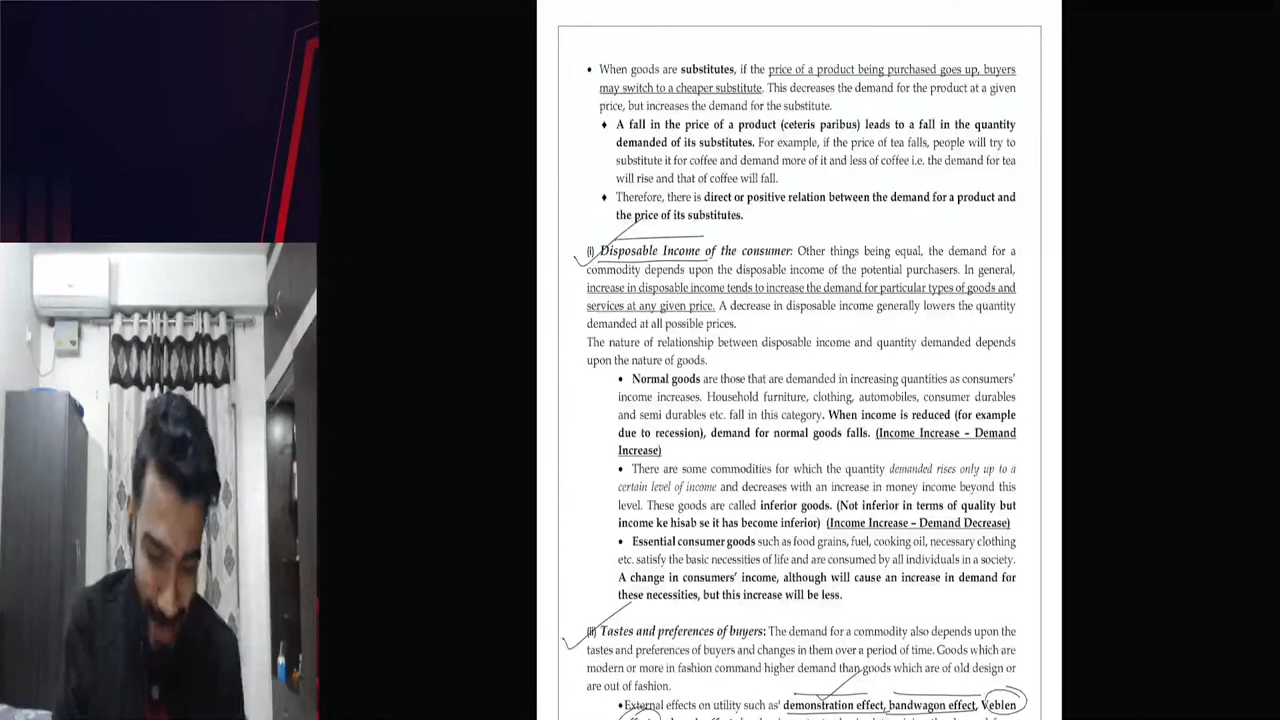 • When goods are substitutes, if the price of a product being purchased goes up, buyers
may switch to a cheaper substitute. This decreases the demand for the product at a given
price, but increases the demand for the substitute.
♦ A fall in the price of a product (ceteris paribus) leads to a fall in the quantity
demanded of its substitutes. For example, if the price of tea falls, people will try to
substitute it for coffee and demand more of it and less of coffee i.e. the demand for tea
will rise and that of coffee will fall.
♦ Therefore, there is direct or positive relation between the demand for a product and
the price of its substitutes.
(i) Disposable Income of the consumer: Other things being equal, the demand for a
commodity depends upon the disposable income of the potential purchasers. In general,
increase in disposable income tends to increase the demand for particular types of goods and
services at any given price. A decrease in disposable income generally lowers the quantity
demanded at all possible prices.
The nature of relationship between disposable income and quantity demanded depends
upon the nature of goods.
• Normal goods are those that are demanded in increasing quantities as consumers'
income increases. Household furniture, clothing, automobiles, consumer durables
and semi durables etc. fall in this category. When income is reduced (for example
due to recession), demand for normal goods falls. (Income Increase – Demand
Increase)
• There are some commodities for which the quantity demanded rises only up to a
certain level of income and decreases with an increase in money income beyond this
level. These goods are called inferior goods. (Not inferior in terms of quality but
income ke hisab se it has become inferior) (Income Increase – Demand Decrease)
• Essential consumer goods such as food grains, fuel, cooking oil, necessary clothing
etc. satisfy the basic necessities of life and are consumed by all individuals in a society.
A change in consumers' income, although will cause an increase in demand for
these necessities, but this increase will be less.
(ii) Tastes and preferences of buyers: The demand for a commodity also depends upon the
tastes and preferences of buyers and changes in them over a period of time. Goods which are
modern or more in fashion command higher demand than goods which are of old design or
are out of fashion.
•External effects on utility such as' demonstration effect, bandwagon effect, Veblen